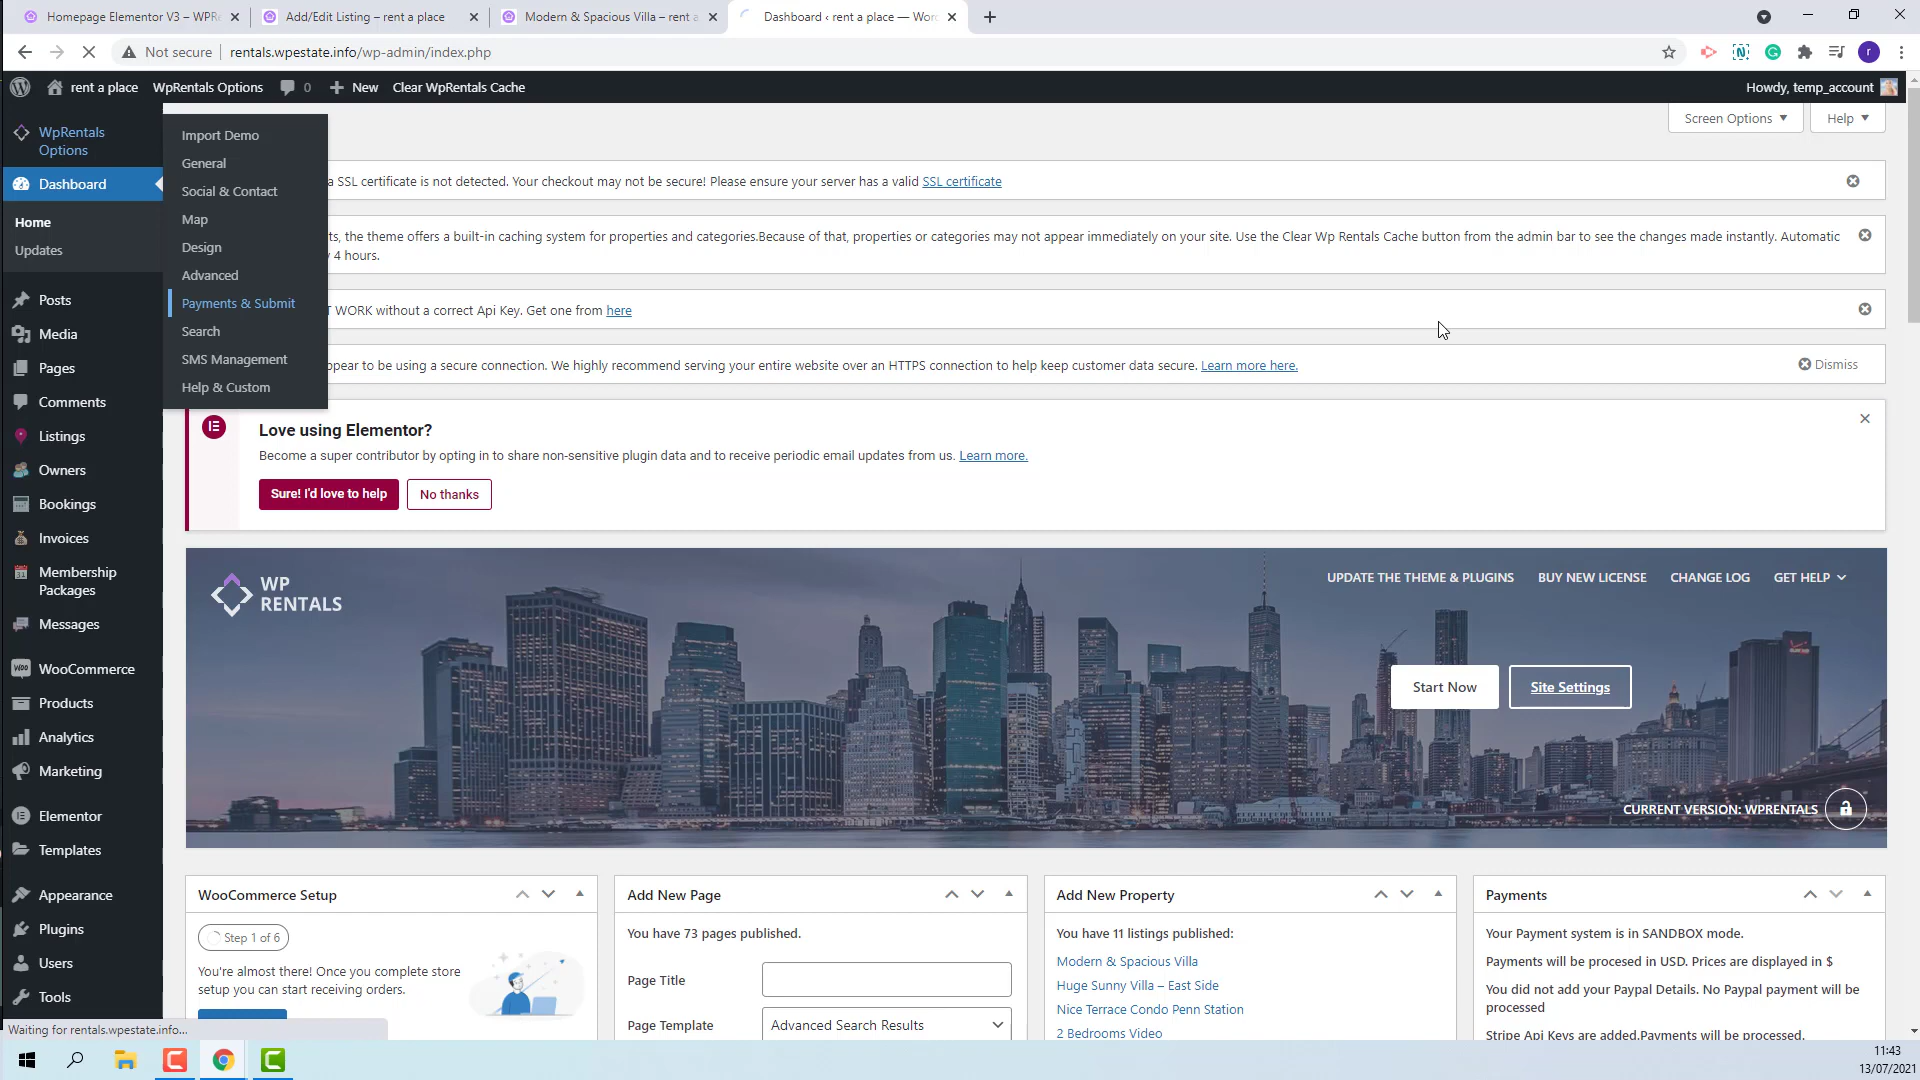 Homepage Elementor V3 – WPRe
Add/Edit Listing – rent a place
Modern & Spacious Villa – rent a
Dashboard ‹ rent a place — Word
Not secure
rentals.wpestate.info/wp-admin/index.php
r
rent a place
WpRentals Options
0
New
Clear WpRentals Cache
Howdy, temp_account
WpRentals
Options
Dashboard
Home
Updates
Posts
Media
Pages
Comments
Listings
Owners
Bookings
Invoices
Membership
Packages
Messages
WooCommerce
Products
Analytics
Marketing
Elementor
Templates
Appearance
Plugins
Users
Tools
Import Demo
General
Social & Contact
Map
Design
Advanced
Payments & Submit
Search
SMS Management
Help & Custom
Screen Options
Help
a SSL certificate is not detected. Your checkout may not be secure! Please ensure your server has a valid SSL certificate
ts, the theme offers a built-in caching system for properties and categories.Because of that, properties or categories may not appear immediately on your site. Use the Clear Wp Rentals Cache button from the admin bar to see the changes made instantly. Automatic
4 hours.
T WORK without a correct Api Key. Get one from here
ppear to be using a secure connection. We highly recommend serving your entire website over an HTTPS connection to help keep customer data secure. Learn more here.
Dismiss
Love using Elementor?
Become a super contributor by opting in to share non-sensitive plugin data and to receive periodic email updates from us. Learn more.
Sure! I'd love to help
No thanks
WP
RENTALS
UPDATE THE THEME & PLUGINS
BUY NEW LICENSE
CHANGE LOG
GET HELP
Start Now
Site Settings
CURRENT VERSION: WPRENTALS
WooCommerce Setup
Step 1 of 6
You're almost there! Once you complete store
setup you can start receiving orders.
Add New Page
You have 73 pages published.
Page Title
Page Template
Advanced Search Results
Add New Property
You have 11 listings published:
Modern & Spacious Villa
Huge Sunny Villa – East Side
Nice Terrace Condo Penn Station
2 Bedrooms Video
Payments
Your Payment system is in SANDBOX mode.
Payments will be procesed in USD. Prices are displayed in $
You did not add your Paypal Details. No Paypal payment will be
processed
Stripe Api Keys are added.Payments will be processed.
Waiting for rentals.wpestate.info...
11:43
13/07/2021